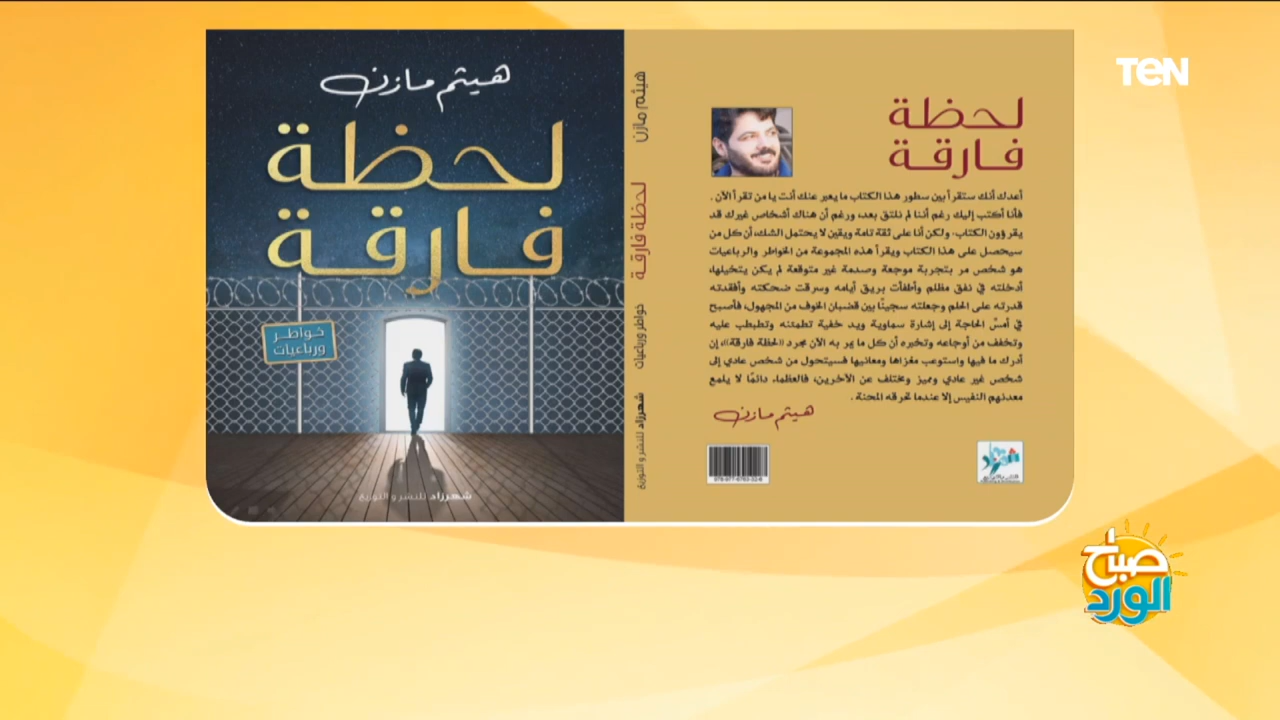 TEN
هيثم مازن
لحظة
فارقة
خواطر
ورباعيات
شهرزاد للنشر و التوزيع
هيثم مازن
لحظة فارقة
خواطر ورباعيات
شهرزاد للنشر و التوزيع
لحظة
فارقة
أعدك أنك ستقرأ بين سطور هذا الكتاب ما يعبر عنك أنت يا من تقرأ الآن .
فأنا أكتب إليك رغم أننا لم نلتق بعد، ورغم أن هناك أشخاص غيرك قد
يقرؤون الكتاب. ولكن أنا على ثقة تامة ويقين لا يحتمل الشك، أن كل من
سيحصل على هذا الكتاب ويقرأ هذه المجموعة من الخواطر والرباعيات
هو شخص مر بتجربة موجعة وصدمة غير متوقعة لم يكن يتخيلها،
أدخلته في نفق مظلم وأطفأت بريق أيامه وسرقت ضحكته وأفقدته
قدرته على الحلم وجعلته سجينًا بين قضبان الخوف من المجهول، فأصبح
في أمسِّ الحاجة إلى إشارة سماوية ويد خفية تطمئنه وتطبطب عليه
وتخفف من أوجاعه وتخبره أن كل ما يمر به الآن مجرد «لحظة فارقة»، إن
أدرك ما فيها واستوعب مغزاها ومعانيها فسيتحول من شخص عادي إلى
شخص غير عادي ومميز ومختلف عن الآخرين، فالعظماء دائمًا لا يلمع
معدنهم النفيس إلا عندما تحرقه المحنة .
هيثم مازن
صباح
الورد